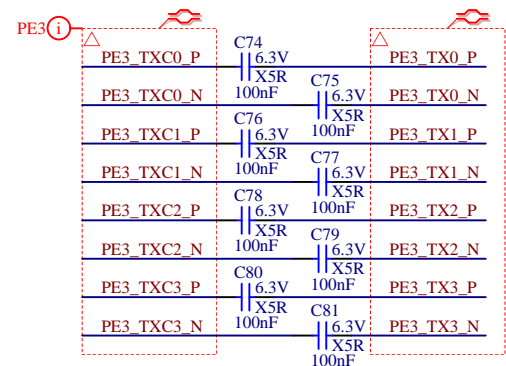 PE3 i
C74
PE3_TXC0_P 6.3V PE3_TX0_P
X5R
100nF
C75
PE3_TXC0_N 6.3V PE3_TX0_N
X5R
100nF
C76
PE3_TXC1_P 6.3V PE3_TX1_P
X5R
100nF
C77
PE3_TXC1_N 6.3V PE3_TX1_N
X5R
100nF
C78
PE3_TXC2_P 6.3V PE3_TX2_P
X5R
100nF
C79
PE3_TXC2_N 6.3V PE3_TX2_N
X5R
100nF
C80
PE3_TXC3_P 6.3V PE3_TX3_P
X5R
100nF
C81
PE3_TXC3_N 6.3V PE3_TX3_N
X5R
100nF